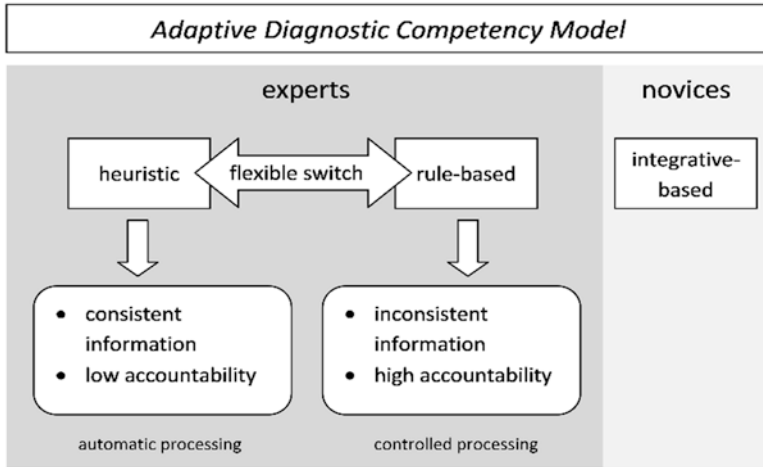 Adaptive Diagnostic Competency Model
experts
novices
heuristic
flexible switch
rule-based
integrative-
based
• consistent
information
• low accountability
• inconsistent
information
• high accountability
automatic processing
controlled processing